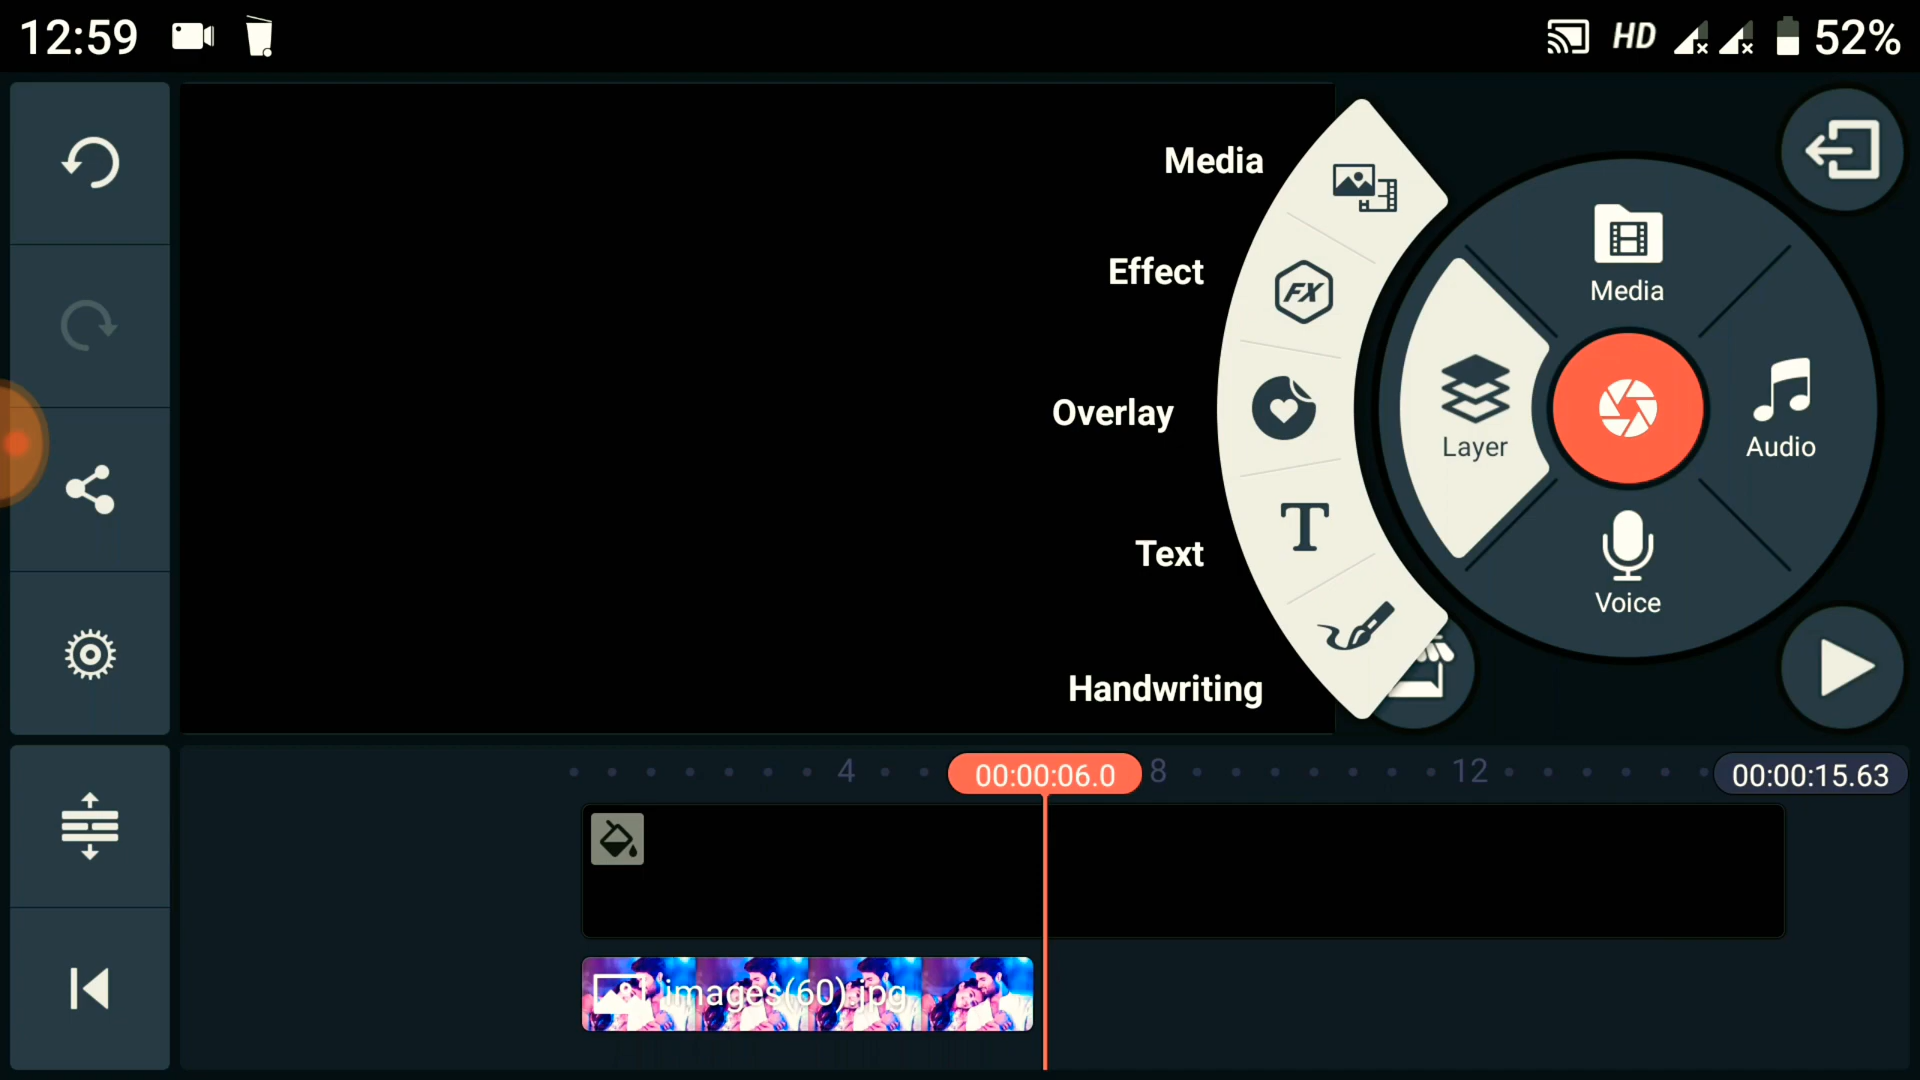 12:59
HD
52%
Media
Effect
Overlay
Text
Handwriting
FX
T
Media
Layer
Audio
Voice
4
00:00:06.0
8
12
00:00:15.63
images(60).jpg